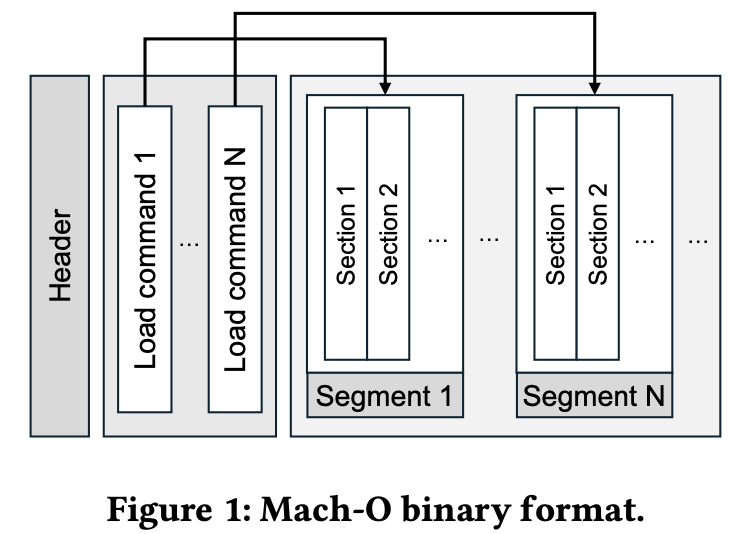 Header
Load command 1
...
Load command N
Section 1
Section 2
...
Segment 1
...
Section 1
Section 2
...
Segment N
...
Figure 1: Mach-O binary format.